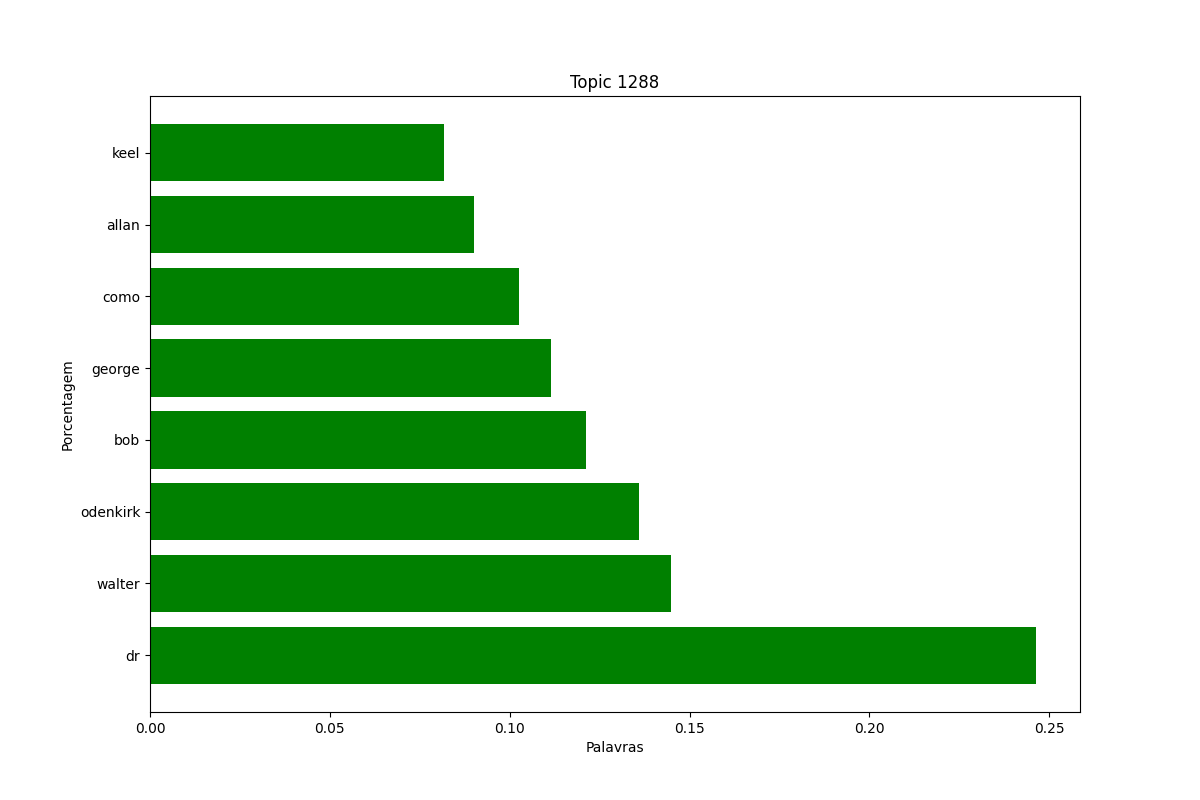 Topic 1288
keel
allan
como
george
bob
odenkirk
walter
dr
Porcentagem
0.00 0.05 0.10 0.15 0.20 0.25
Palavras